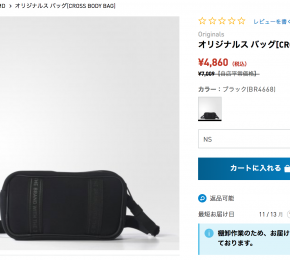 オリジナルス バッグ[CROSS BODY BAG]
レビューを書く
Originals
オリジナルス バッグ[CRO
¥4,860 (税込)
¥7,009 【自店平常価格】
カラー：ブラック(BR4668)
NS
カートに入れる
返品可能
最短お届け日 11 / 13 月
棚卸作業のため、お届け
ております。